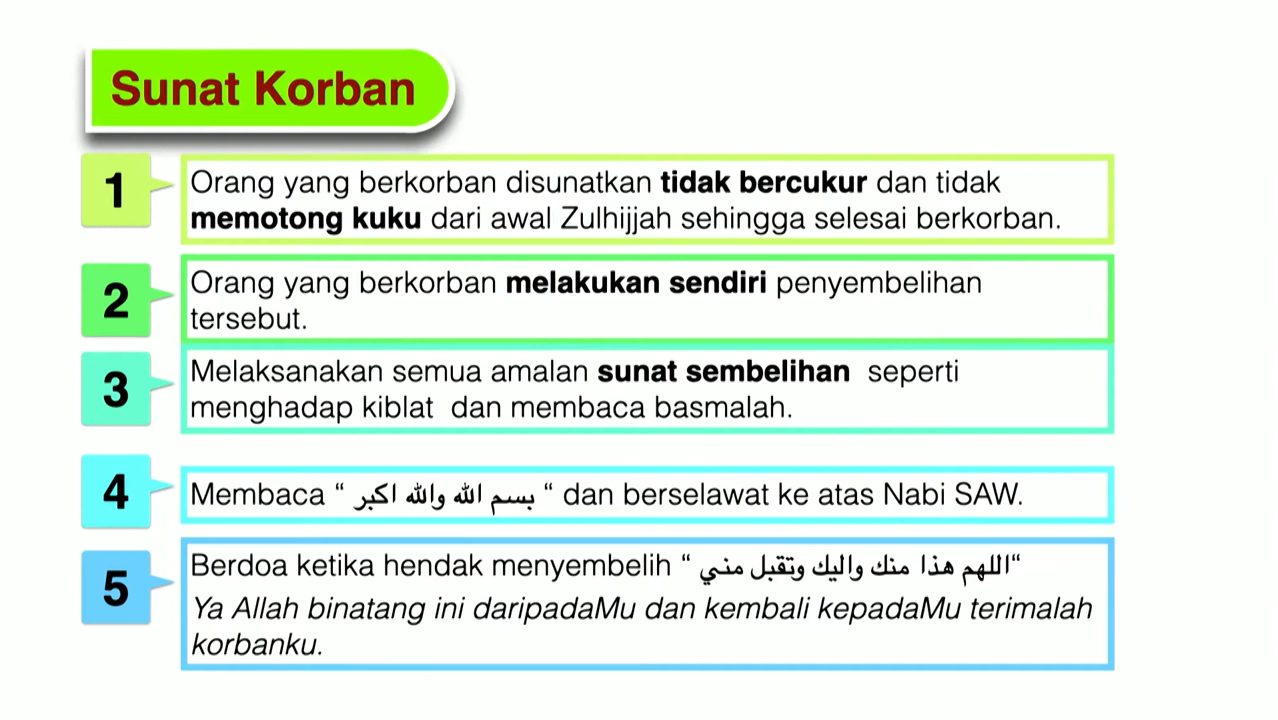 Sunat Korban
1
Orang yang berkorban disunatkan tidak bercukur dan tidak
memotong kuku dari awal Zulhijjah sehingga selesai berkorban.
2
Orang yang berkorban melakukan sendiri penyembelihan
tersebut.
3
Melaksanakan semua amalan sunat sembelihan seperti
menghadap kiblat dan membaca basmalah.
4
Membaca “ بسم الله والله اكبر “ dan berselawat ke atas Nabi SAW.
5
Berdoa ketika hendak menyembelih “ اللهم هذا منك واليك وتقبل مني“
Ya Allah binatang ini daripadaMu dan kembali kepadaMu terimalah
korbanku.